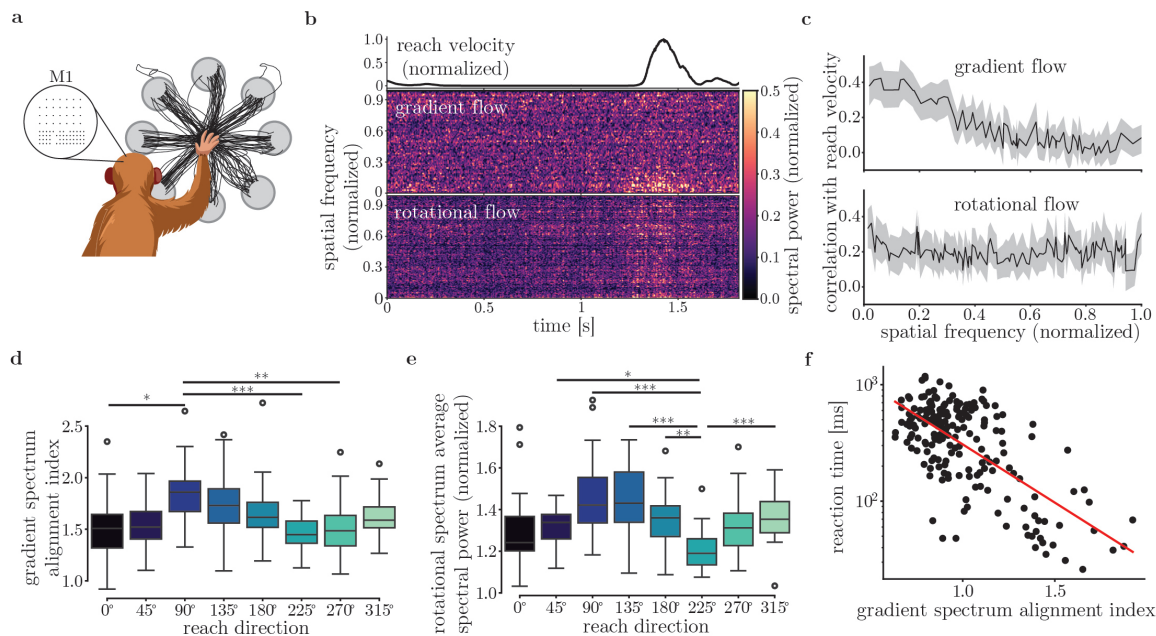 a
M1
b
reach velocity
(normalized)
1.0
0.5
0.0
gradient flow
0.9
0.6
0.3
0
rotational flow
0.9
0.6
0.3
0
spatial frequency
(normalized)
0
0.5
1
1.5
time [s]
0.5
0.4
0.3
0.2
0.1
0.0
spectral power (normalized)
c
gradient flow
0.4
0.2
0.0
rotational flow
0.4
0.2
0.0
correlation with reach velocity
0.0
0.2
0.4
0.6
0.8
1.0
spatial frequency (normalized)
d
gradient spectrum
alignment index
2.5
2.0
1.5
1.0
*
***
**
0° 45° 90° 135° 180° 225° 270° 315°
reach direction
e
rotational spectrum average
spectral power (normalized)
1.8
1.6
1.4
1.2
1.0
*
***
***
**
***
0° 45° 90° 135° 180° 225° 270° 315°
reach direction
f
reaction time [ms]
10³
10²
1.0
1.5
gradient spectrum alignment index